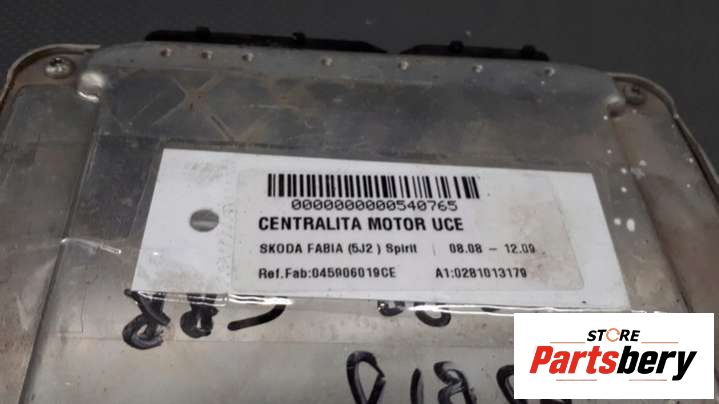 0000000000540765
CENTRALITA MOTOR UCE
SKODA FABIA (5J2 ) Spirit | 08.08 - 12.09
Ref.Fab:045906019CE A1:0281013179
STORE
Partsbery